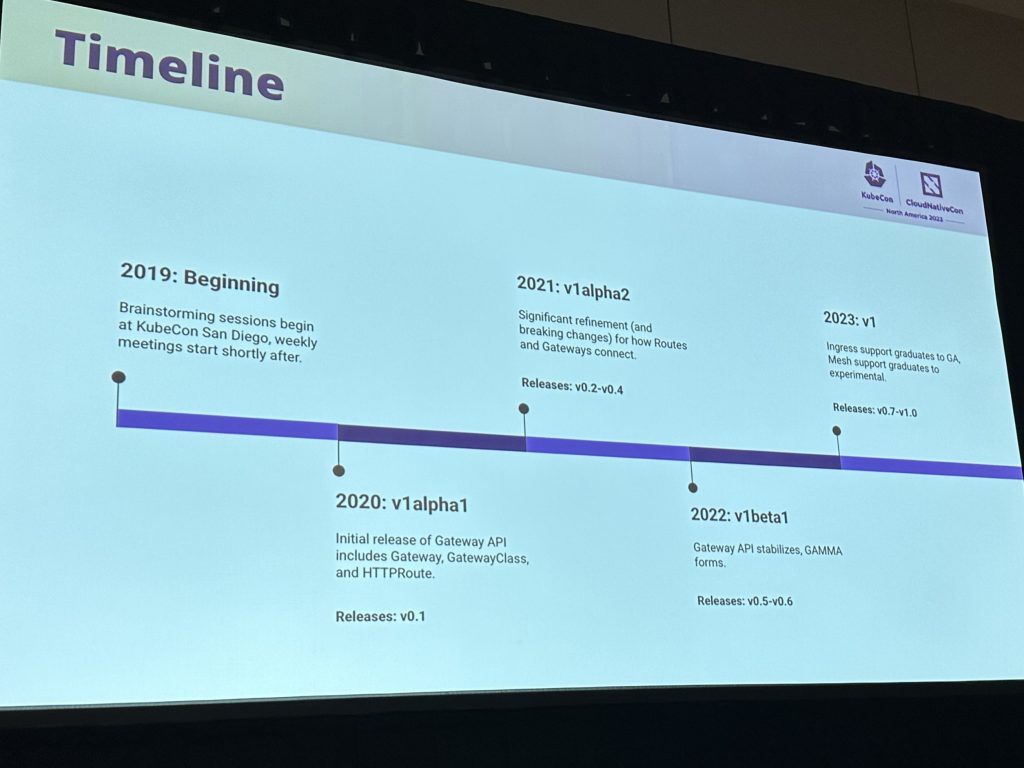 Timeline
KubeCon
CloudNativeCon
North America 2023
2019: Beginning
Brainstorming sessions begin
at KubeCon San Diego, weekly
meetings start shortly after.
2020: v1alpha1
Initial release of Gateway API
includes Gateway, GatewayClass,
and HTTPRoute.
Releases: v0.1
2021: v1alpha2
Significant refinement (and
breaking changes) for how Routes
and Gateways connect.
Releases: v0.2-v0.4
2022: v1beta1
Gateway API stabilizes, GAMMA
forms.
Releases: v0.5-v0.6
2023: v1
Ingress support graduates to GA,
Mesh support graduates to
experimental.
Releases: v0.7-v1.0